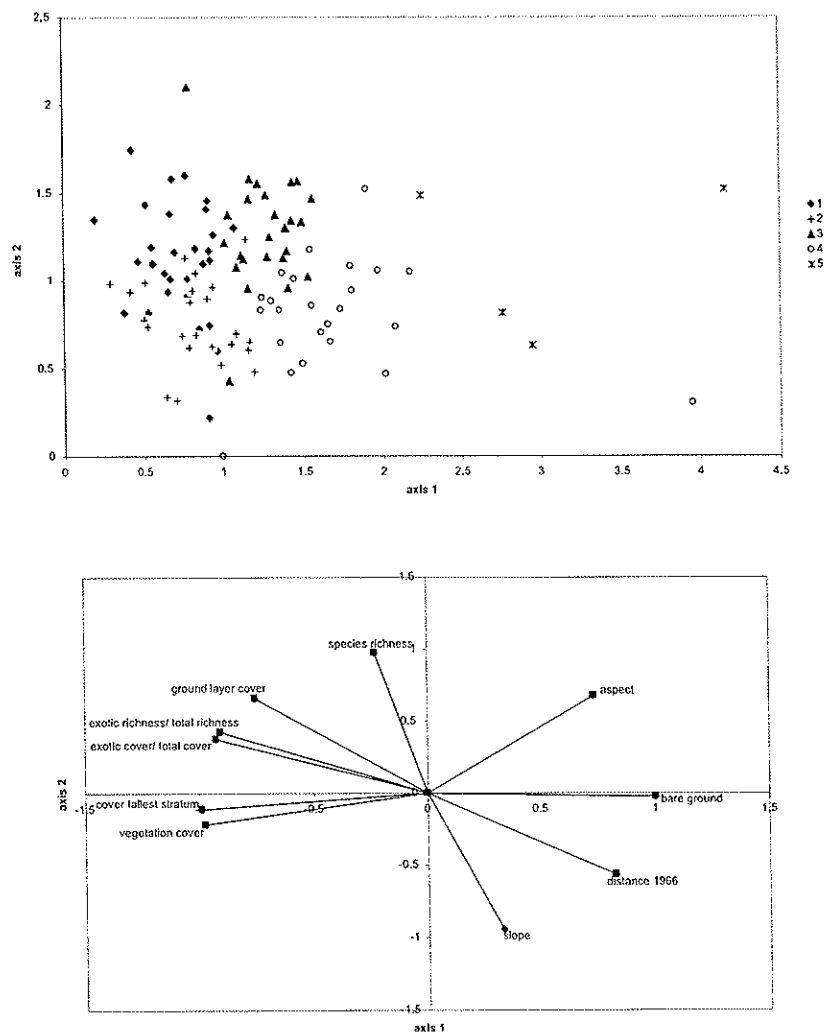 2.5
2
1.5
1
0.5
0
axis 2
0 0.5 1 1.5 2 2.5 3 3.5 4 4.5
axis 1
1
2
3
4
5
1.5
species richness
1
ground layer cover
aspect
0.5
exotic richness/ total richness
exotic cover/ total cover
axis 2
-1.5
cover tallest stratum
-0.5
0.5
bare ground
1
1.5
vegetation cover
distance 1966
-1
slope
-1.5
axis 1